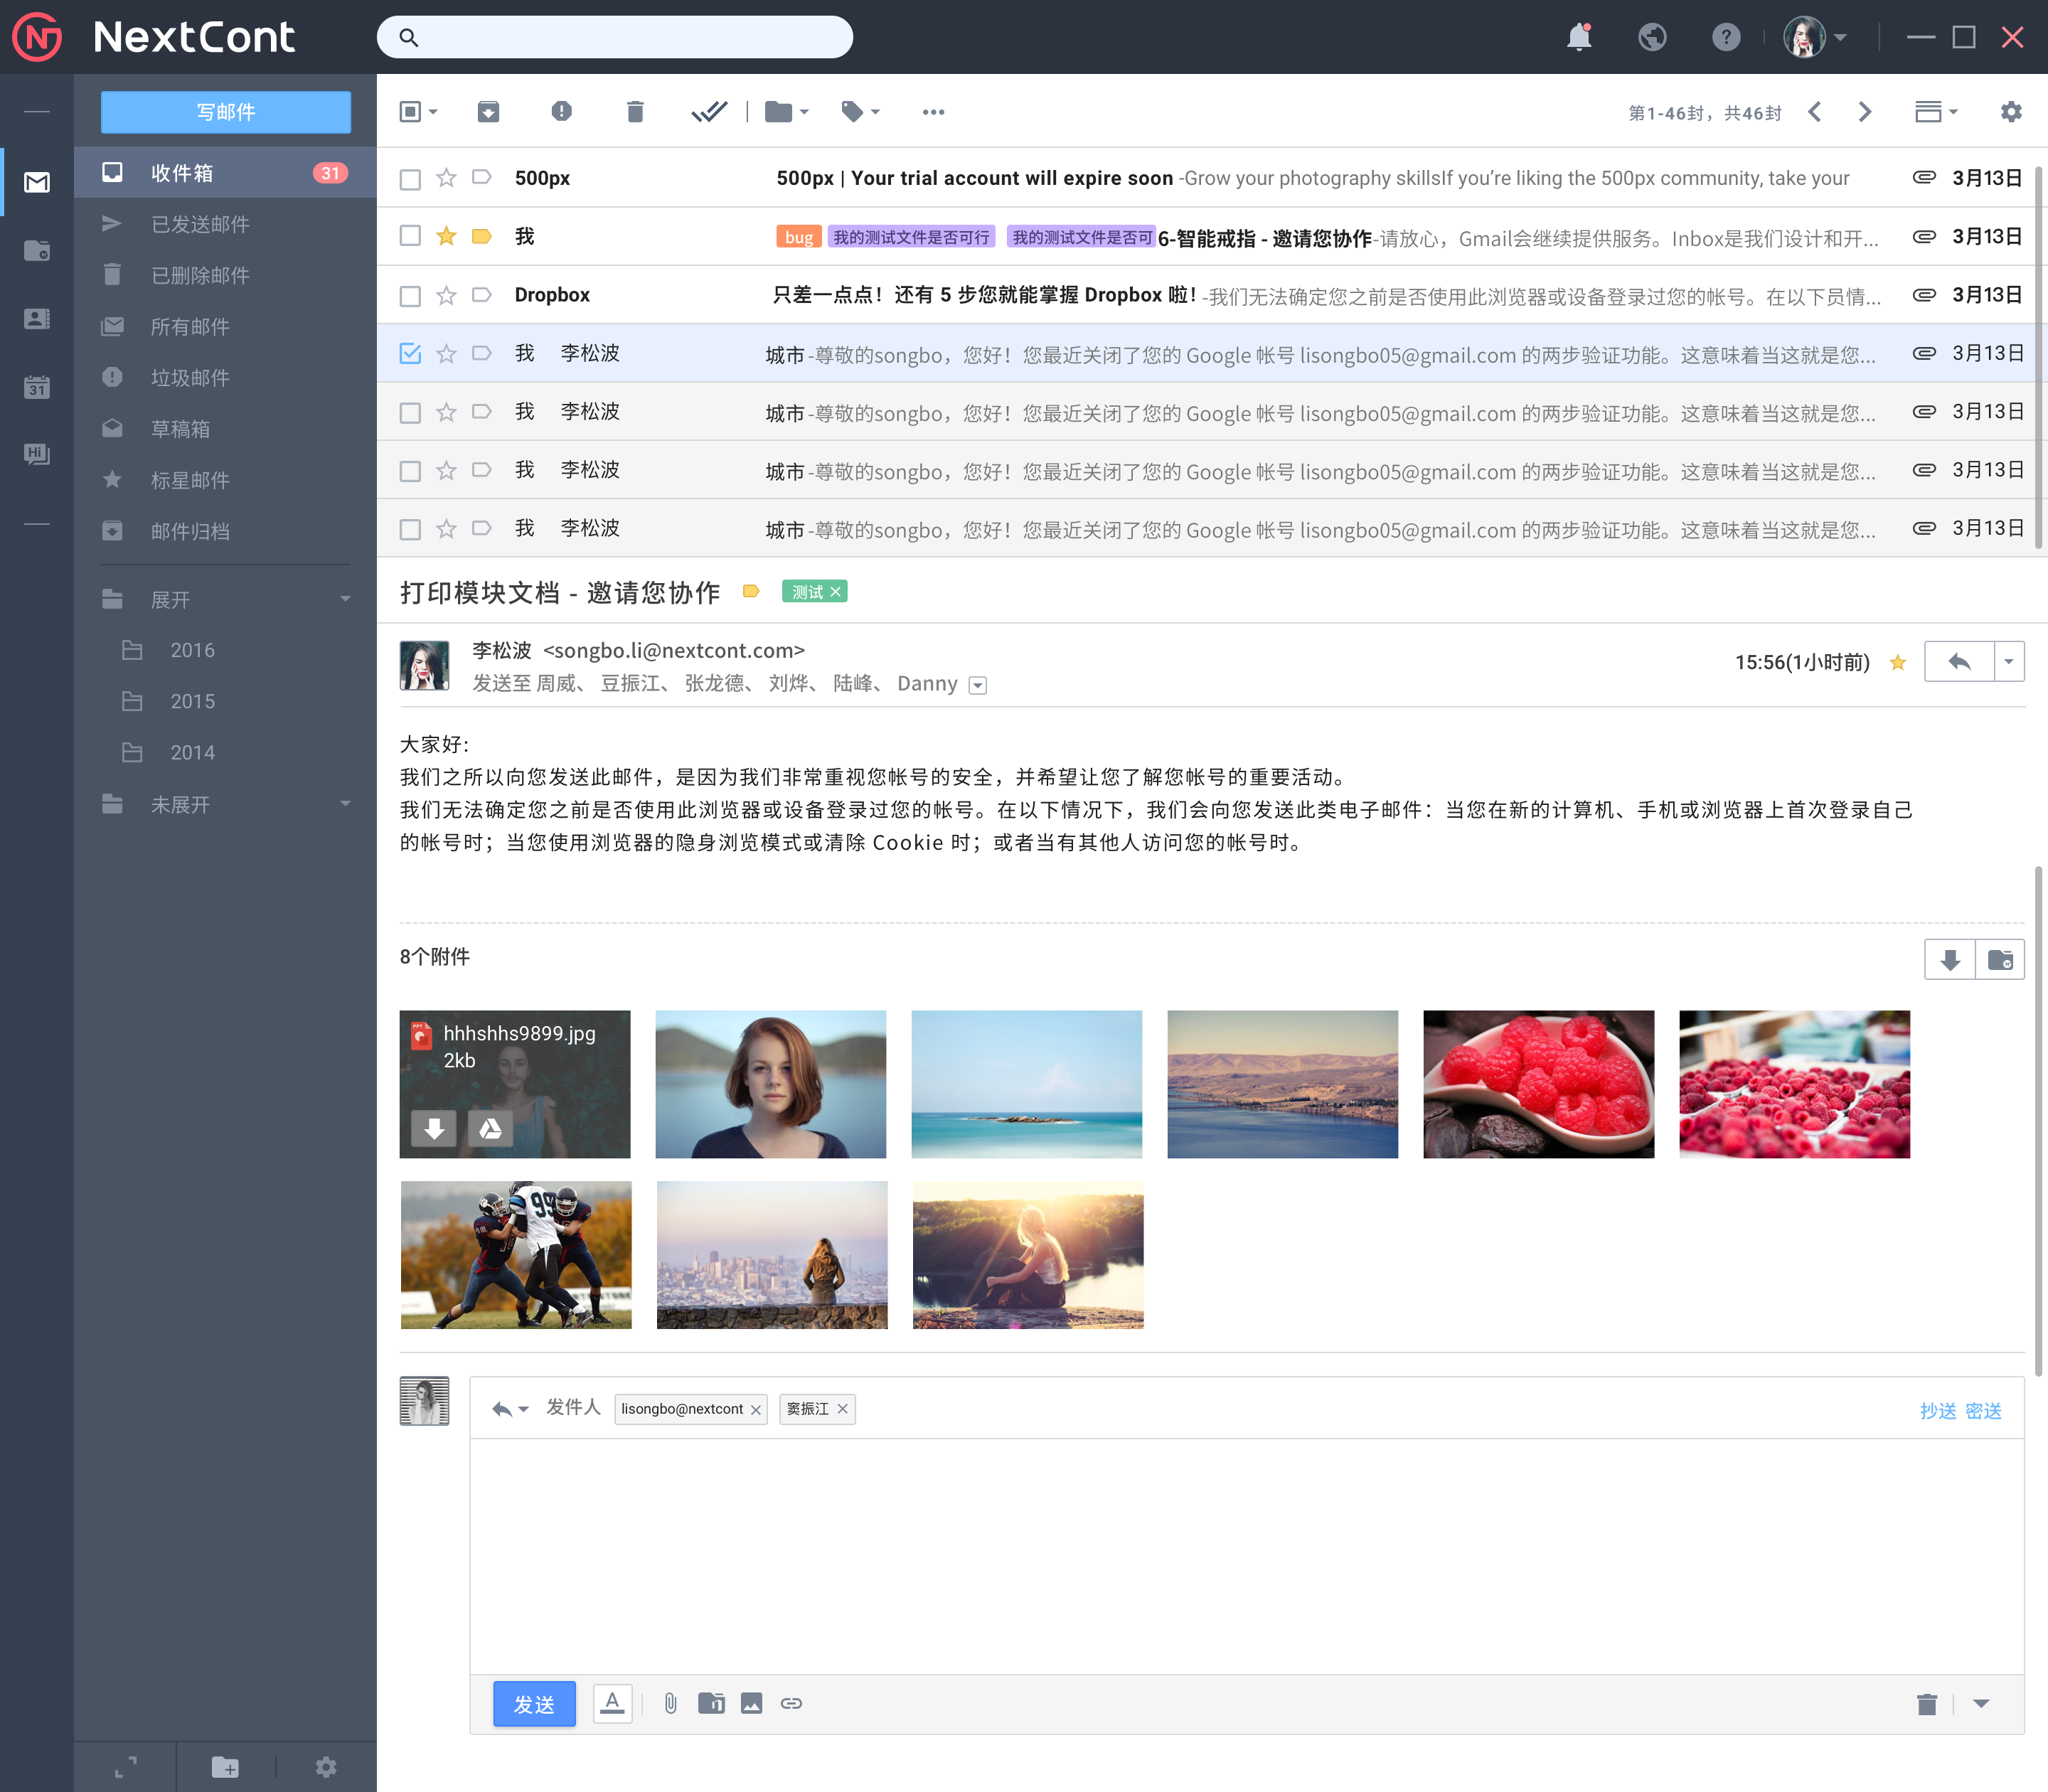 NextCont
写邮件
第1-46封，共46封
收件箱 31
已发送邮件
已删除邮件
所有邮件
垃圾邮件
草稿箱
标星邮件
邮件归档
展开
2016
2015
2014
未展开
31
Hi
500px 500px | Your trial account will expire soon -Grow your photography skillsIf you’re liking the 500px community, take your 3月13日
我 bug 我的测试文件是否可行 我的测试文件是否可 6-智能戒指 - 邀请您协作-请放心，Gmail会继续提供服务。Inbox是我们设计和开... 3月13日
Dropbox 只差一点点！还有 5 步您就能掌握 Dropbox 啦！-我们无法确定您之前是否使用此浏览器或设备登录过您的帐号。在以下员情... 3月13日
我 李松波 城市-尊敬的songbo，您好！您最近关闭了您的 Google 帐号 lisongbo05@gmail.com 的两步验证功能。这意味着当这就是您... 3月13日
我 李松波 城市-尊敬的songbo，您好！您最近关闭了您的 Google 帐号 lisongbo05@gmail.com 的两步验证功能。这意味着当这就是您... 3月13日
我 李松波 城市-尊敬的songbo，您好！您最近关闭了您的 Google 帐号 lisongbo05@gmail.com 的两步验证功能。这意味着当这就是您... 3月13日
我 李松波 城市-尊敬的songbo，您好！您最近关闭了您的 Google 帐号 lisongbo05@gmail.com 的两步验证功能。这意味着当这就是您... 3月13日
打印模块文档 - 邀请您协作 测试
李松波 <songbo.li@nextcont.com>
15:56(1小时前)
发送至 周威、 豆振江、 张龙德、 刘烨、 陆峰、 Danny
大家好:
我们之所以向您发送此邮件，是因为我们非常重视您帐号的安全，并希望让您了解您帐号的重要活动。
我们无法确定您之前是否使用此浏览器或设备登录过您的帐号。在以下情况下，我们会向您发送此类电子邮件：当您在新的计算机、手机或浏览器上首次登录自己
的帐号时；当您使用浏览器的隐身浏览模式或清除 Cookie 时；或者当有其他人访问您的帐号时。
8个附件
PPT
hhhshhs9899.jpg
2kb
99
发件人 lisongbo@nextcont 窦振江 抄送 密送
发送 A